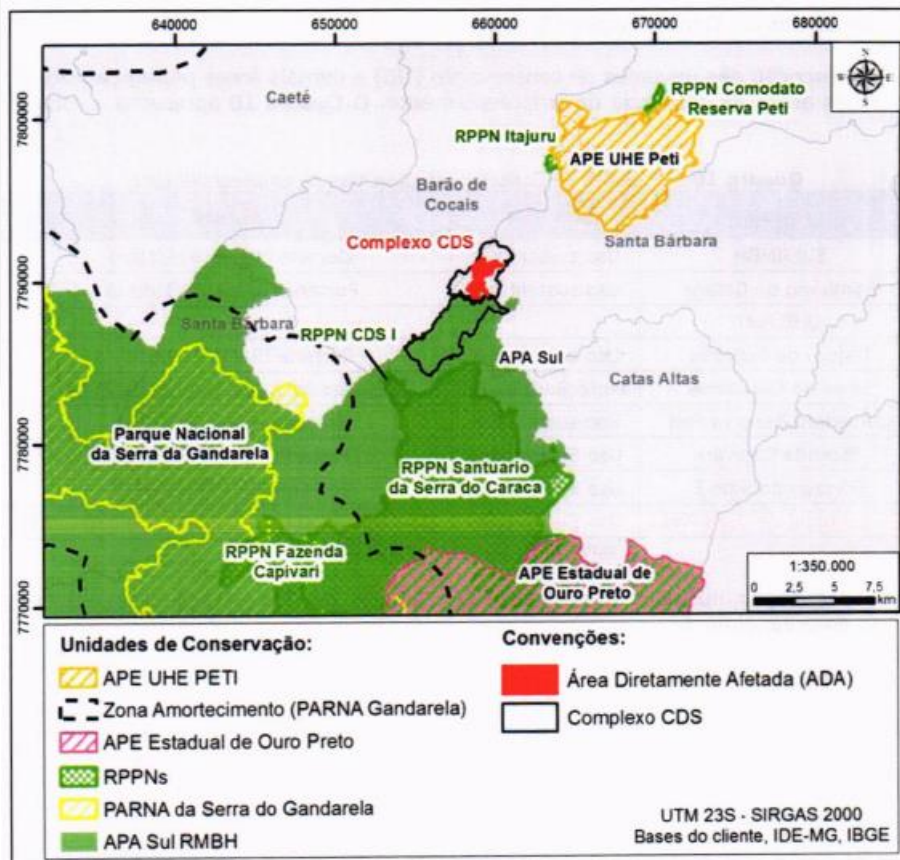 640000 650000 660000 670000 680000
7800000
7790000
7780000
7770000
N
E
S
Caeté
RPPN Comodato
Reserva Peti
RPPN Itajuru
APE UHE Peti
Barão de
Cocais
Santa Bárbara
Complexo CDS
Santa Bárbara
RPPN CDS I
APA Sul
Catas Altas
Parque Nacional
da Serra da Gandarela
RPPN Santuario
da Serra do Caraca
RPPN Fazenda
Capivari
APE Estadual de
Ouro Preto
1:350.000
0 2,5 5 7,5
km
Unidades de Conservação:
APE UHE PETI
Zona Amortecimento (PARNA Gandarela)
APE Estadual de Ouro Preto
RPPNs
PARNA da Serra do Gandarela
APA Sul RMBH
Convenções:
Área Diretamente Afetada (ADA)
Complexo CDS
UTM 23S - SIRGAS 2000
Bases do cliente, IDE-MG, IBGE